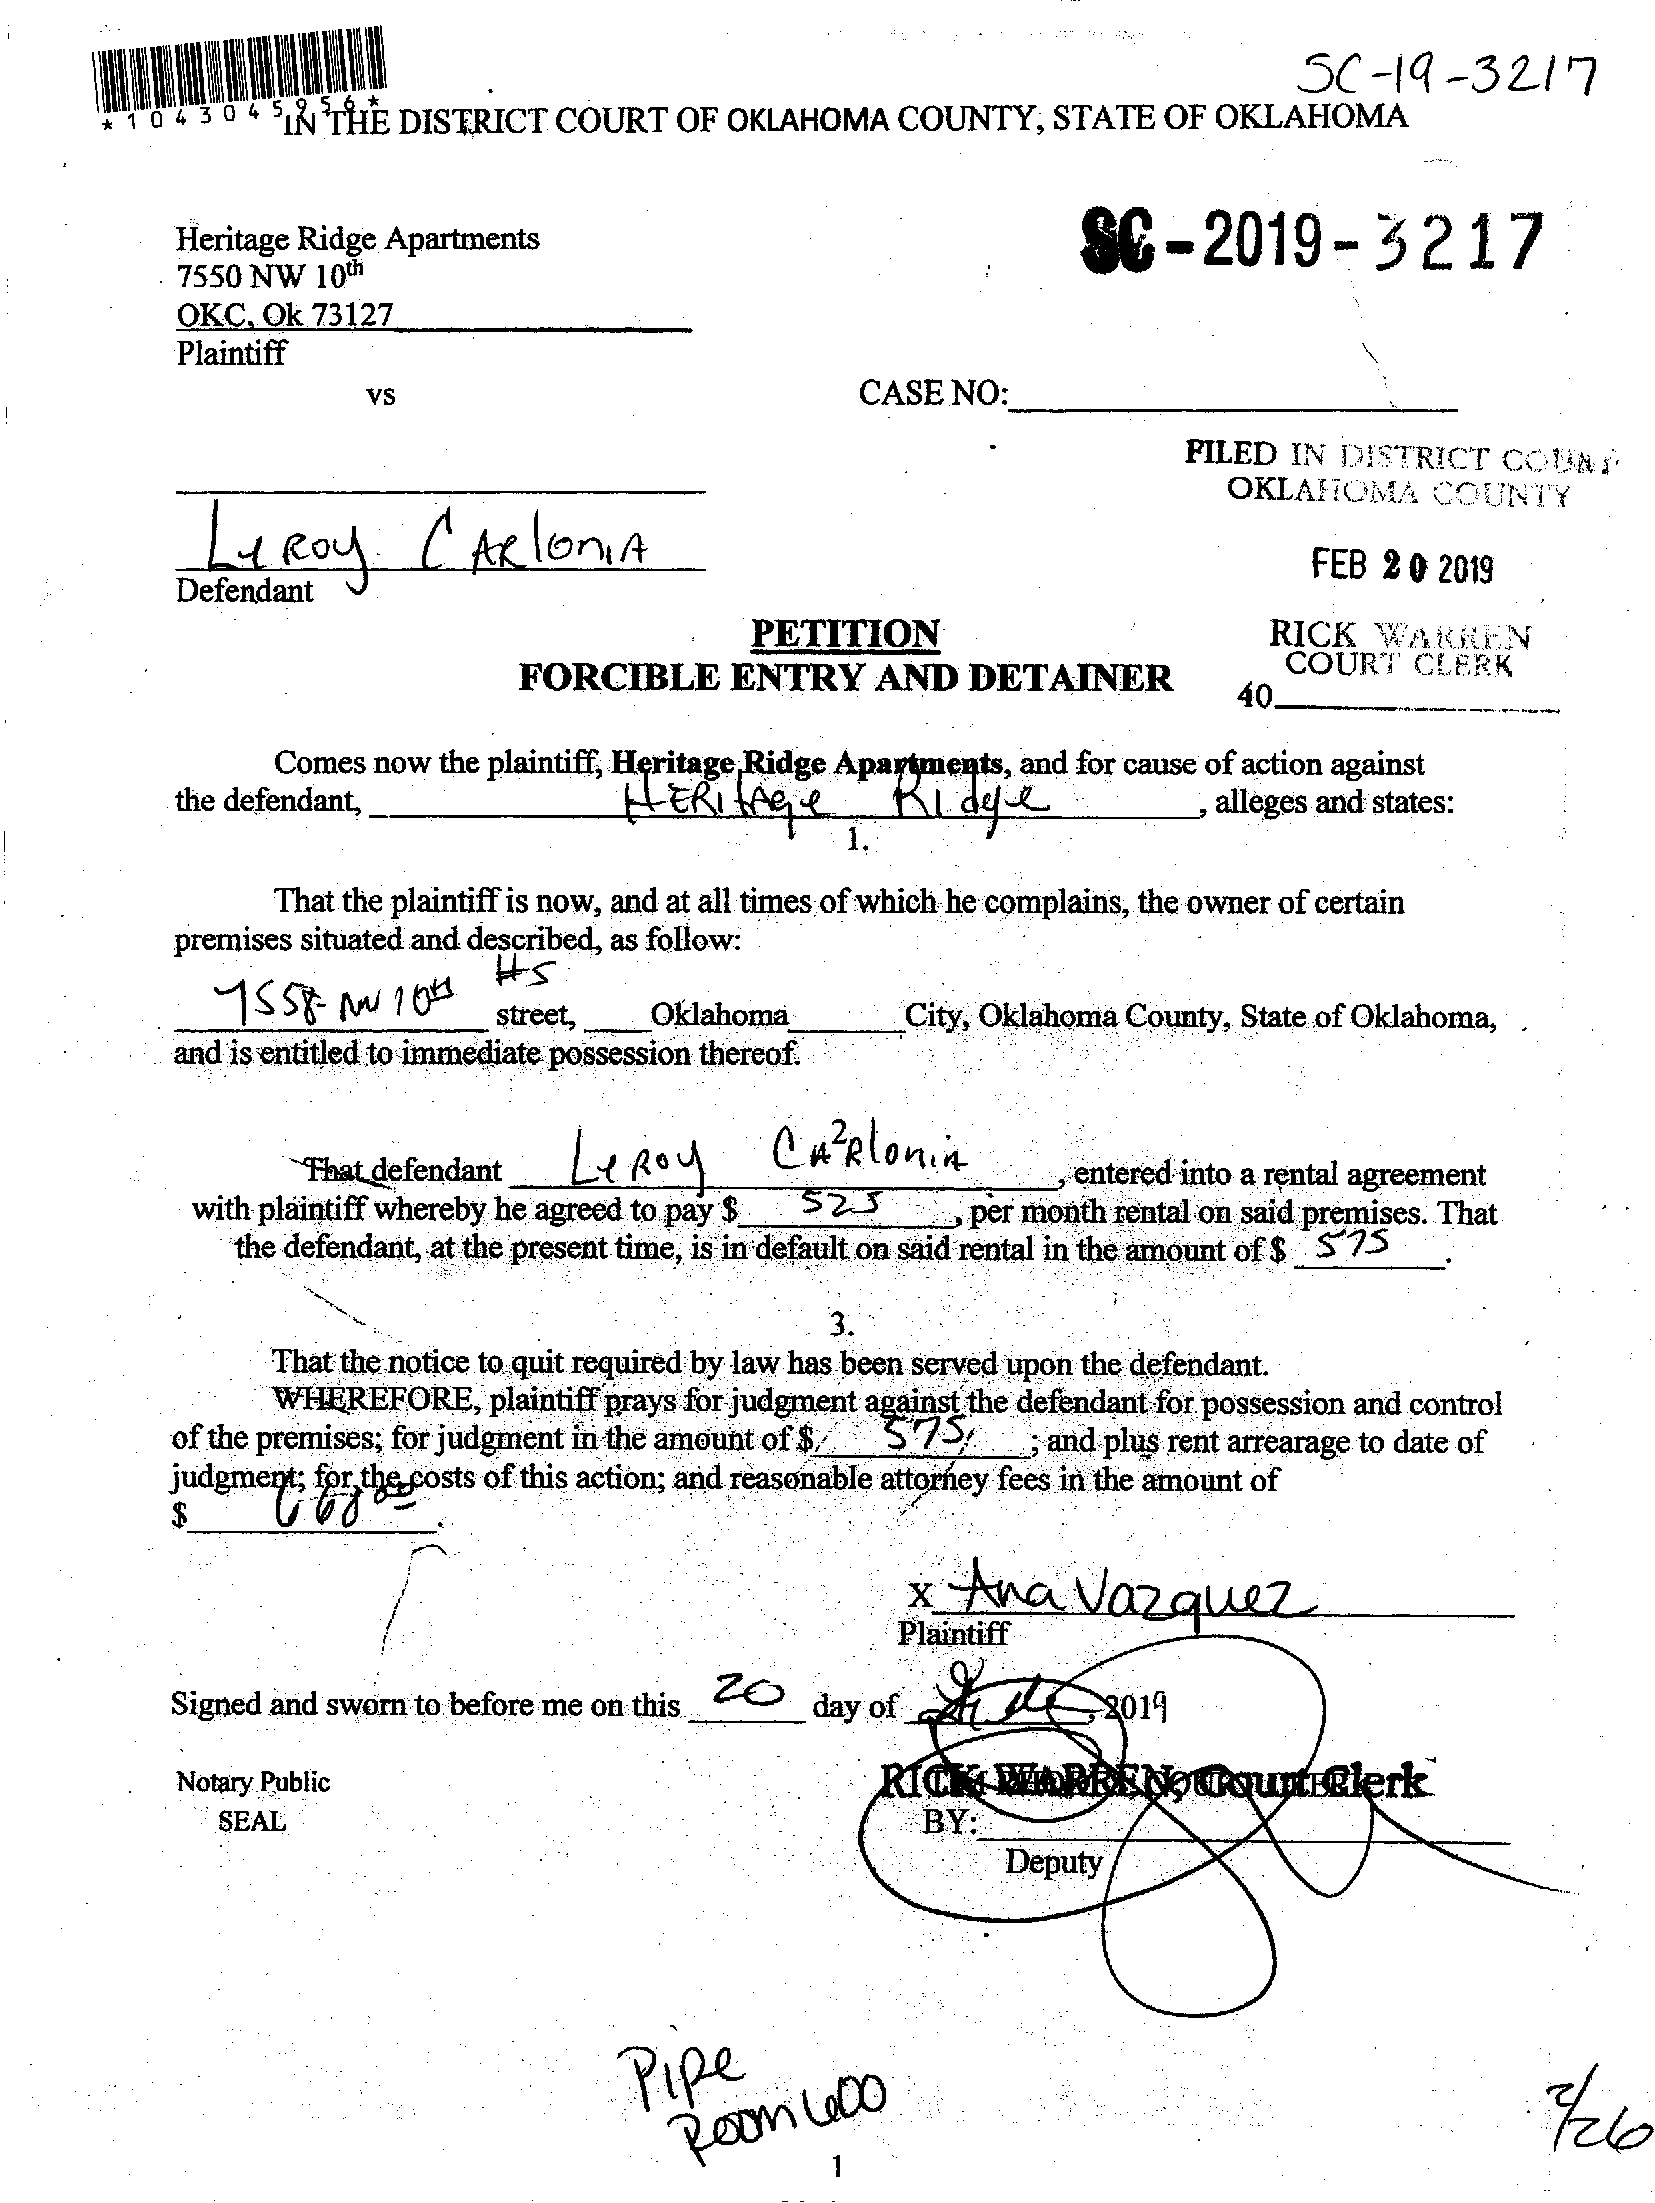 SC-19-3217
*1043045956*
IN THE DISTRICT COURT OF OKLAHOMA COUNTY, STATE OF OKLAHOMA
Heritage Ridge Apartments
7550 NW 10th
OKC, Ok 73127
Plaintiff
SC-2019-3217
vs
CASE NO:
FILED IN DISTRICT COURT
OKLAHOMA COUNTY
LeRoy CARloniA
Defendant
FEB 20 2019
RICK WARREN
COURT CLERK
40
PETITION
FORCIBLE ENTRY AND DETAINER
Comes now the plaintiff, Heritage Ridge Apartments, and for cause of action against
the defendant, HERitAge Ridge, alleges and states:
1.
That the plaintiff is now, and at all times of which he complains, the owner of certain
premises situated and described, as follow:
#5
7558 NW 10th street, Oklahoma City, Oklahoma County, State of Oklahoma,
and is entitled to immediate possession thereof.
2
That defendant LeRoy CARlonia, entered into a rental agreement
with plaintiff whereby he agreed to pay $ 525, per month rental on said premises. That
the defendant, at the present time, is in default on said rental in the amount of $ 575.
3.
That the notice to quit required by law has been served upon the defendant.
WHEREFORE, plaintiff prays for judgment against the defendant for possession and control
of the premises; for judgment in the amount of $ 575; and plus rent arrearage to date of
judgment; for the costs of this action; and reasonable attorney fees in the amount of
$
x Ana Vazquez
Plaintiff
Signed and sworn to before me on this 20 day of , 2019
Notary Public
SEAL
RICK WARREN, Court Clerk
BY:
Deputy
Pipe
Room 600
2/26
1